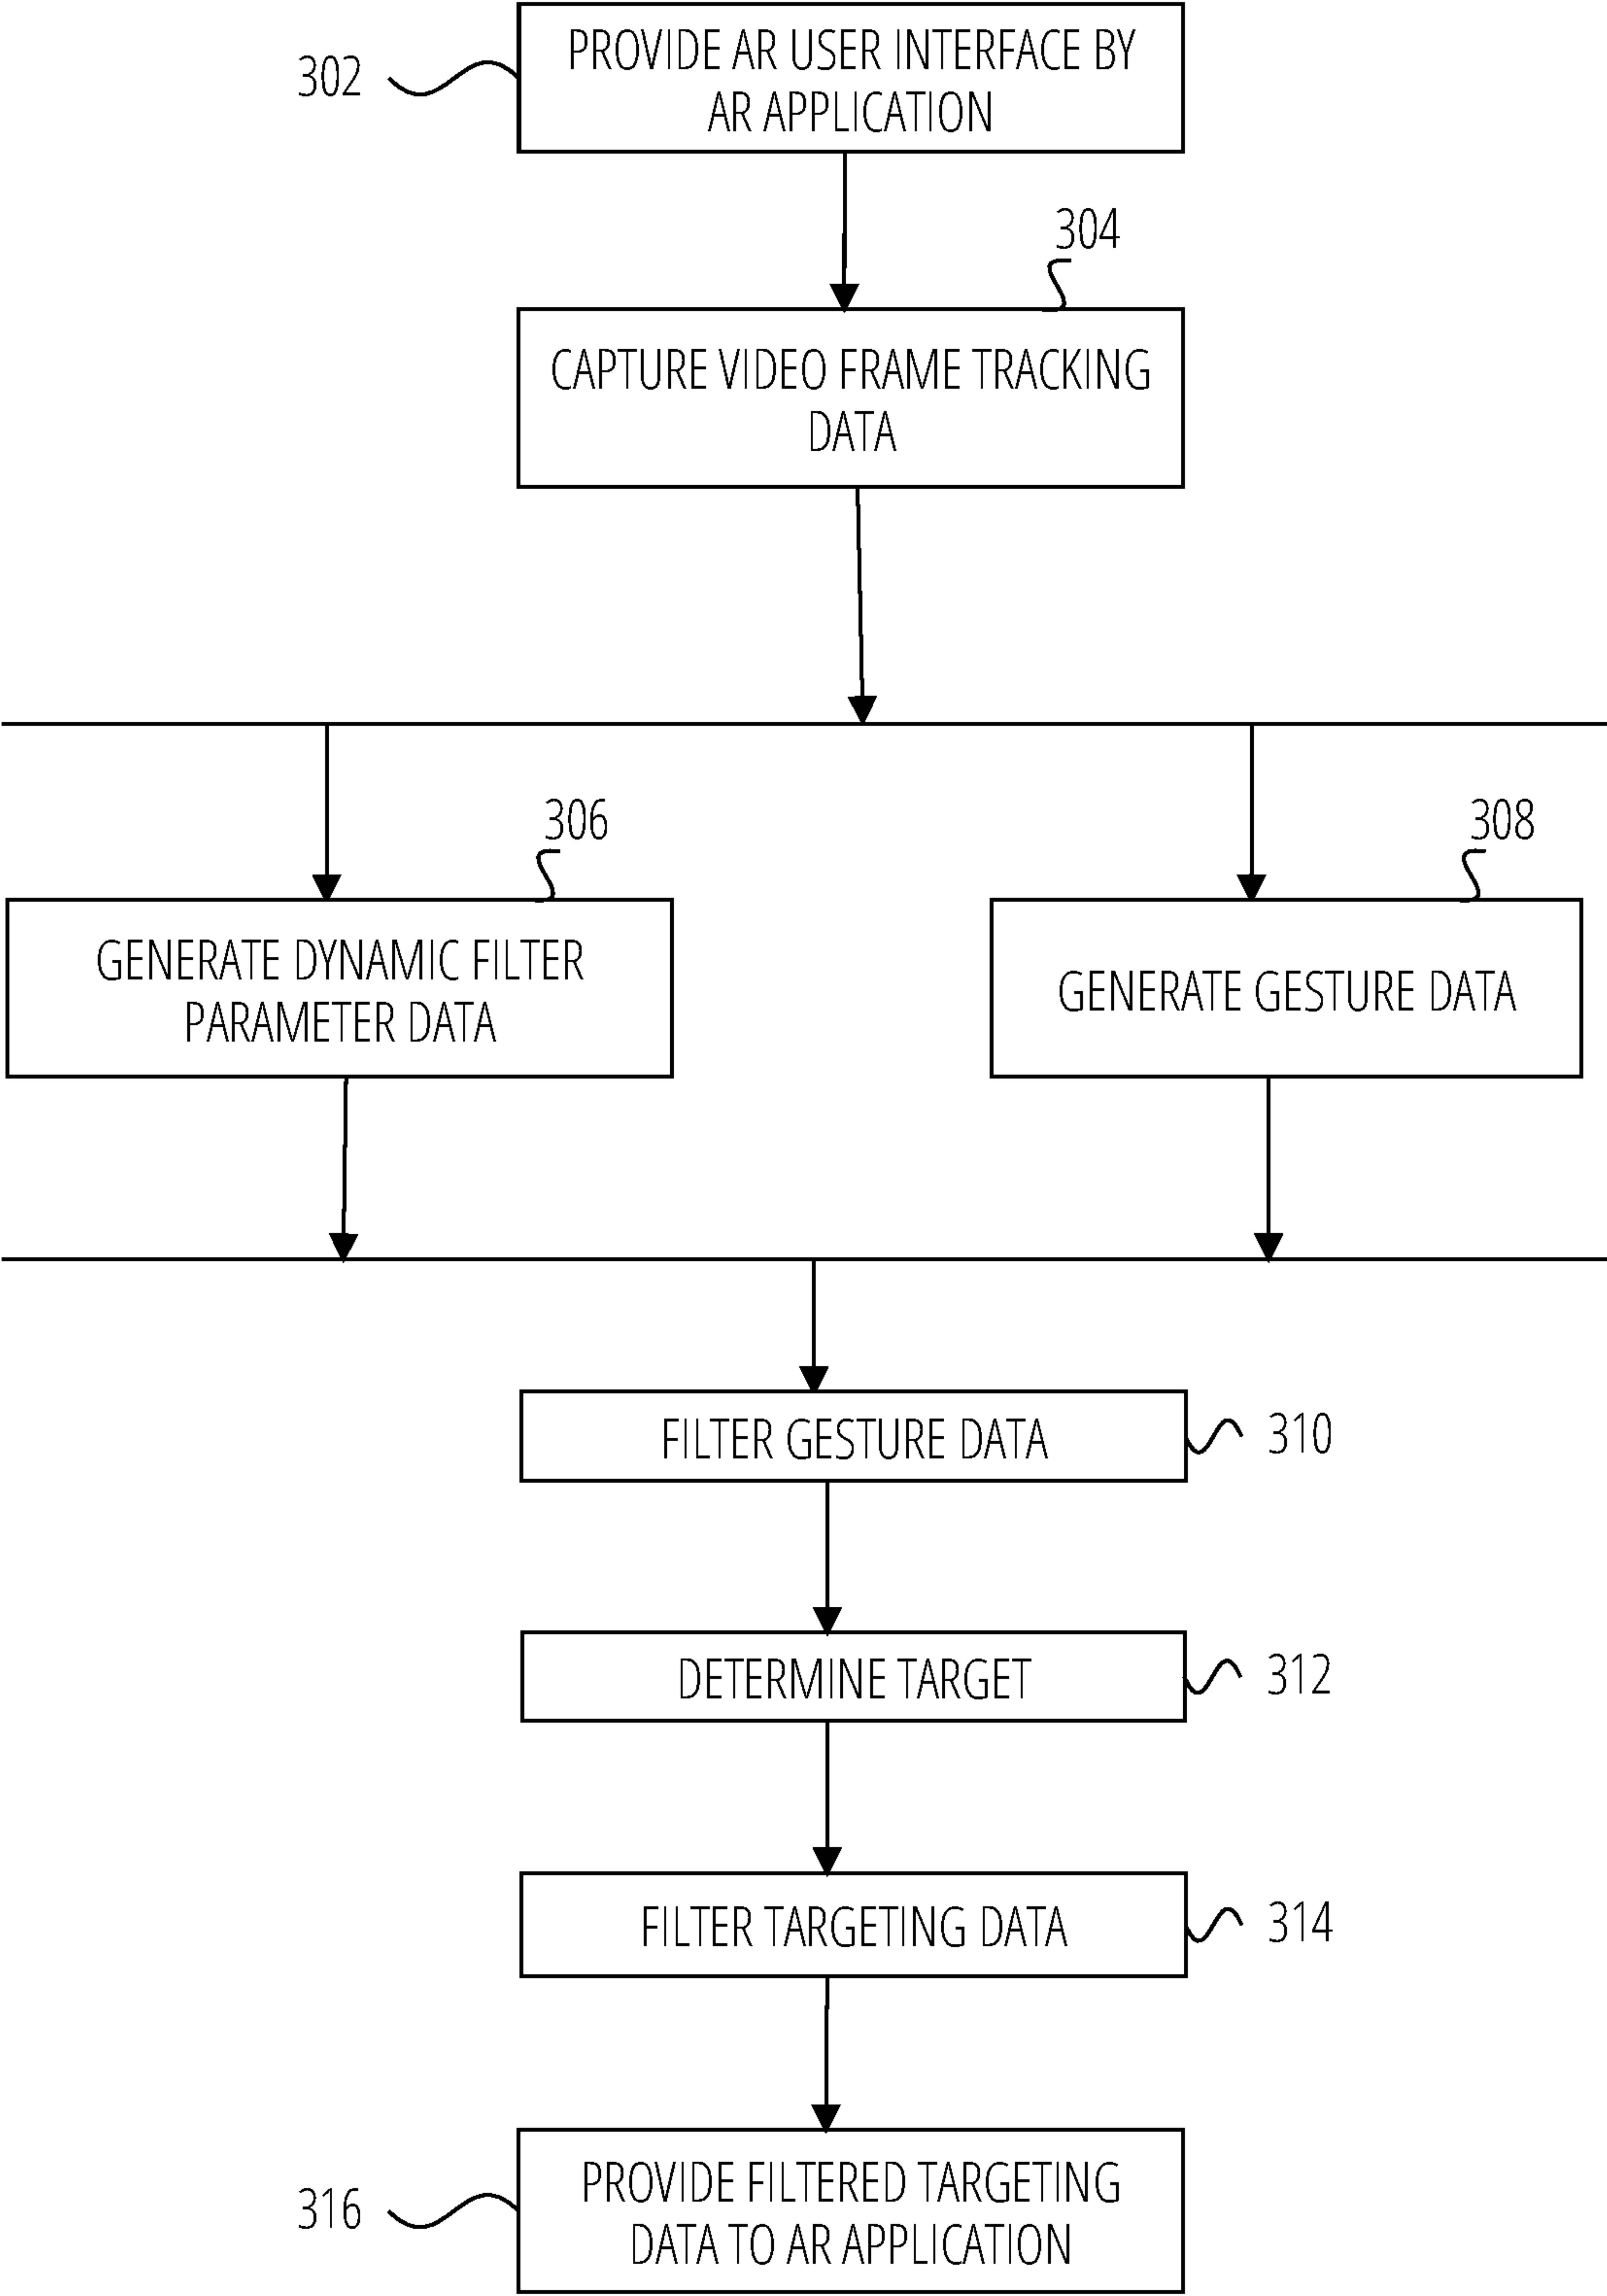 302
PROVIDE AR USER INTERFACE BY
AR APPLICATION
304
CAPTURE VIDEO FRAME TRACKING
DATA
306
GENERATE DYNAMIC FILTER
PARAMETER DATA
308
GENERATE GESTURE DATA
FILTER GESTURE DATA
310
DETERMINE TARGET
312
FILTER TARGETING DATA
314
316
PROVIDE FILTERED TARGETING
DATA TO AR APPLICATION